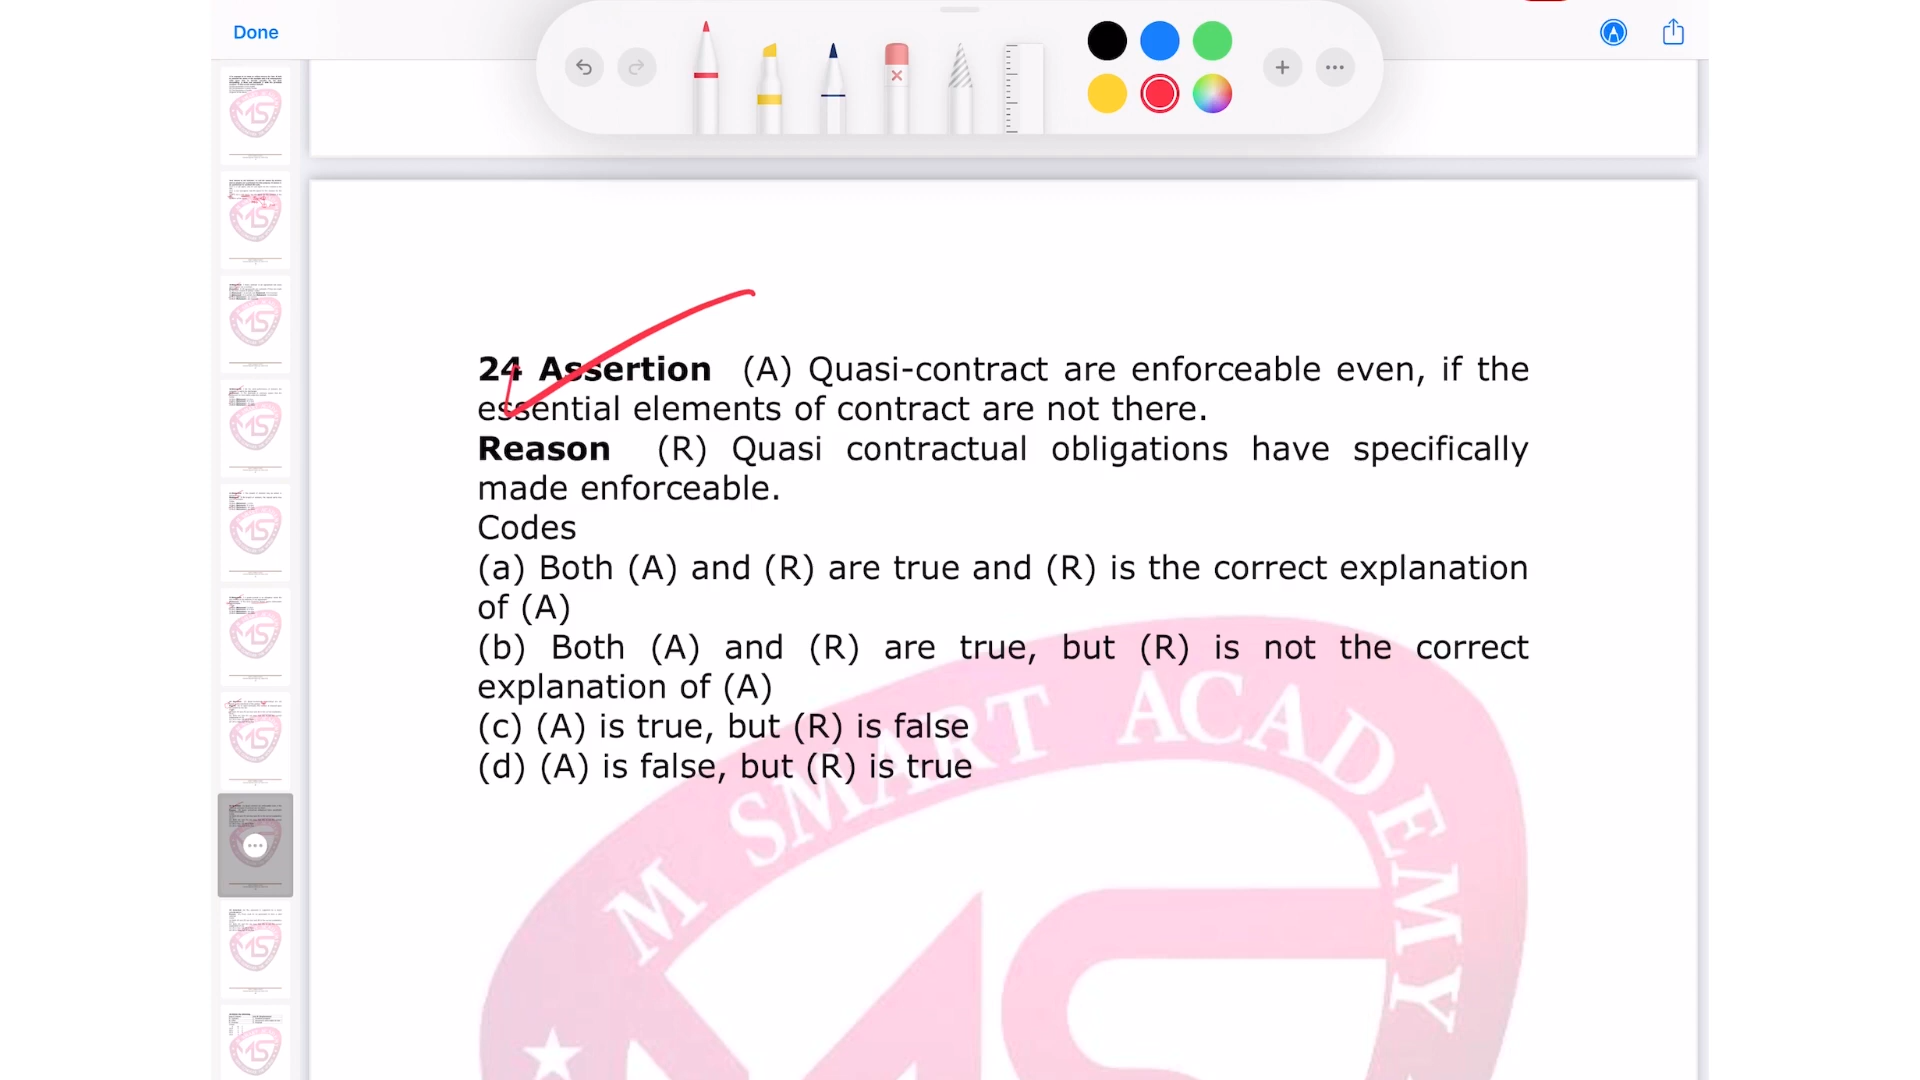 Done
24 Assertion (A) Quasi-contract are enforceable even, if the
essential elements of contract are not there.
Reason (R) Quasi contractual obligations have specifically
made enforceable.
Codes
(a) Both (A) and (R) are true and (R) is the correct explanation
of (A)
(b) Both (A) and (R) are true, but (R) is not the correct
explanation of (A)
(c) (A) is true, but (R) is false
(d) (A) is false, but (R) is true
M SMART ACADEMY